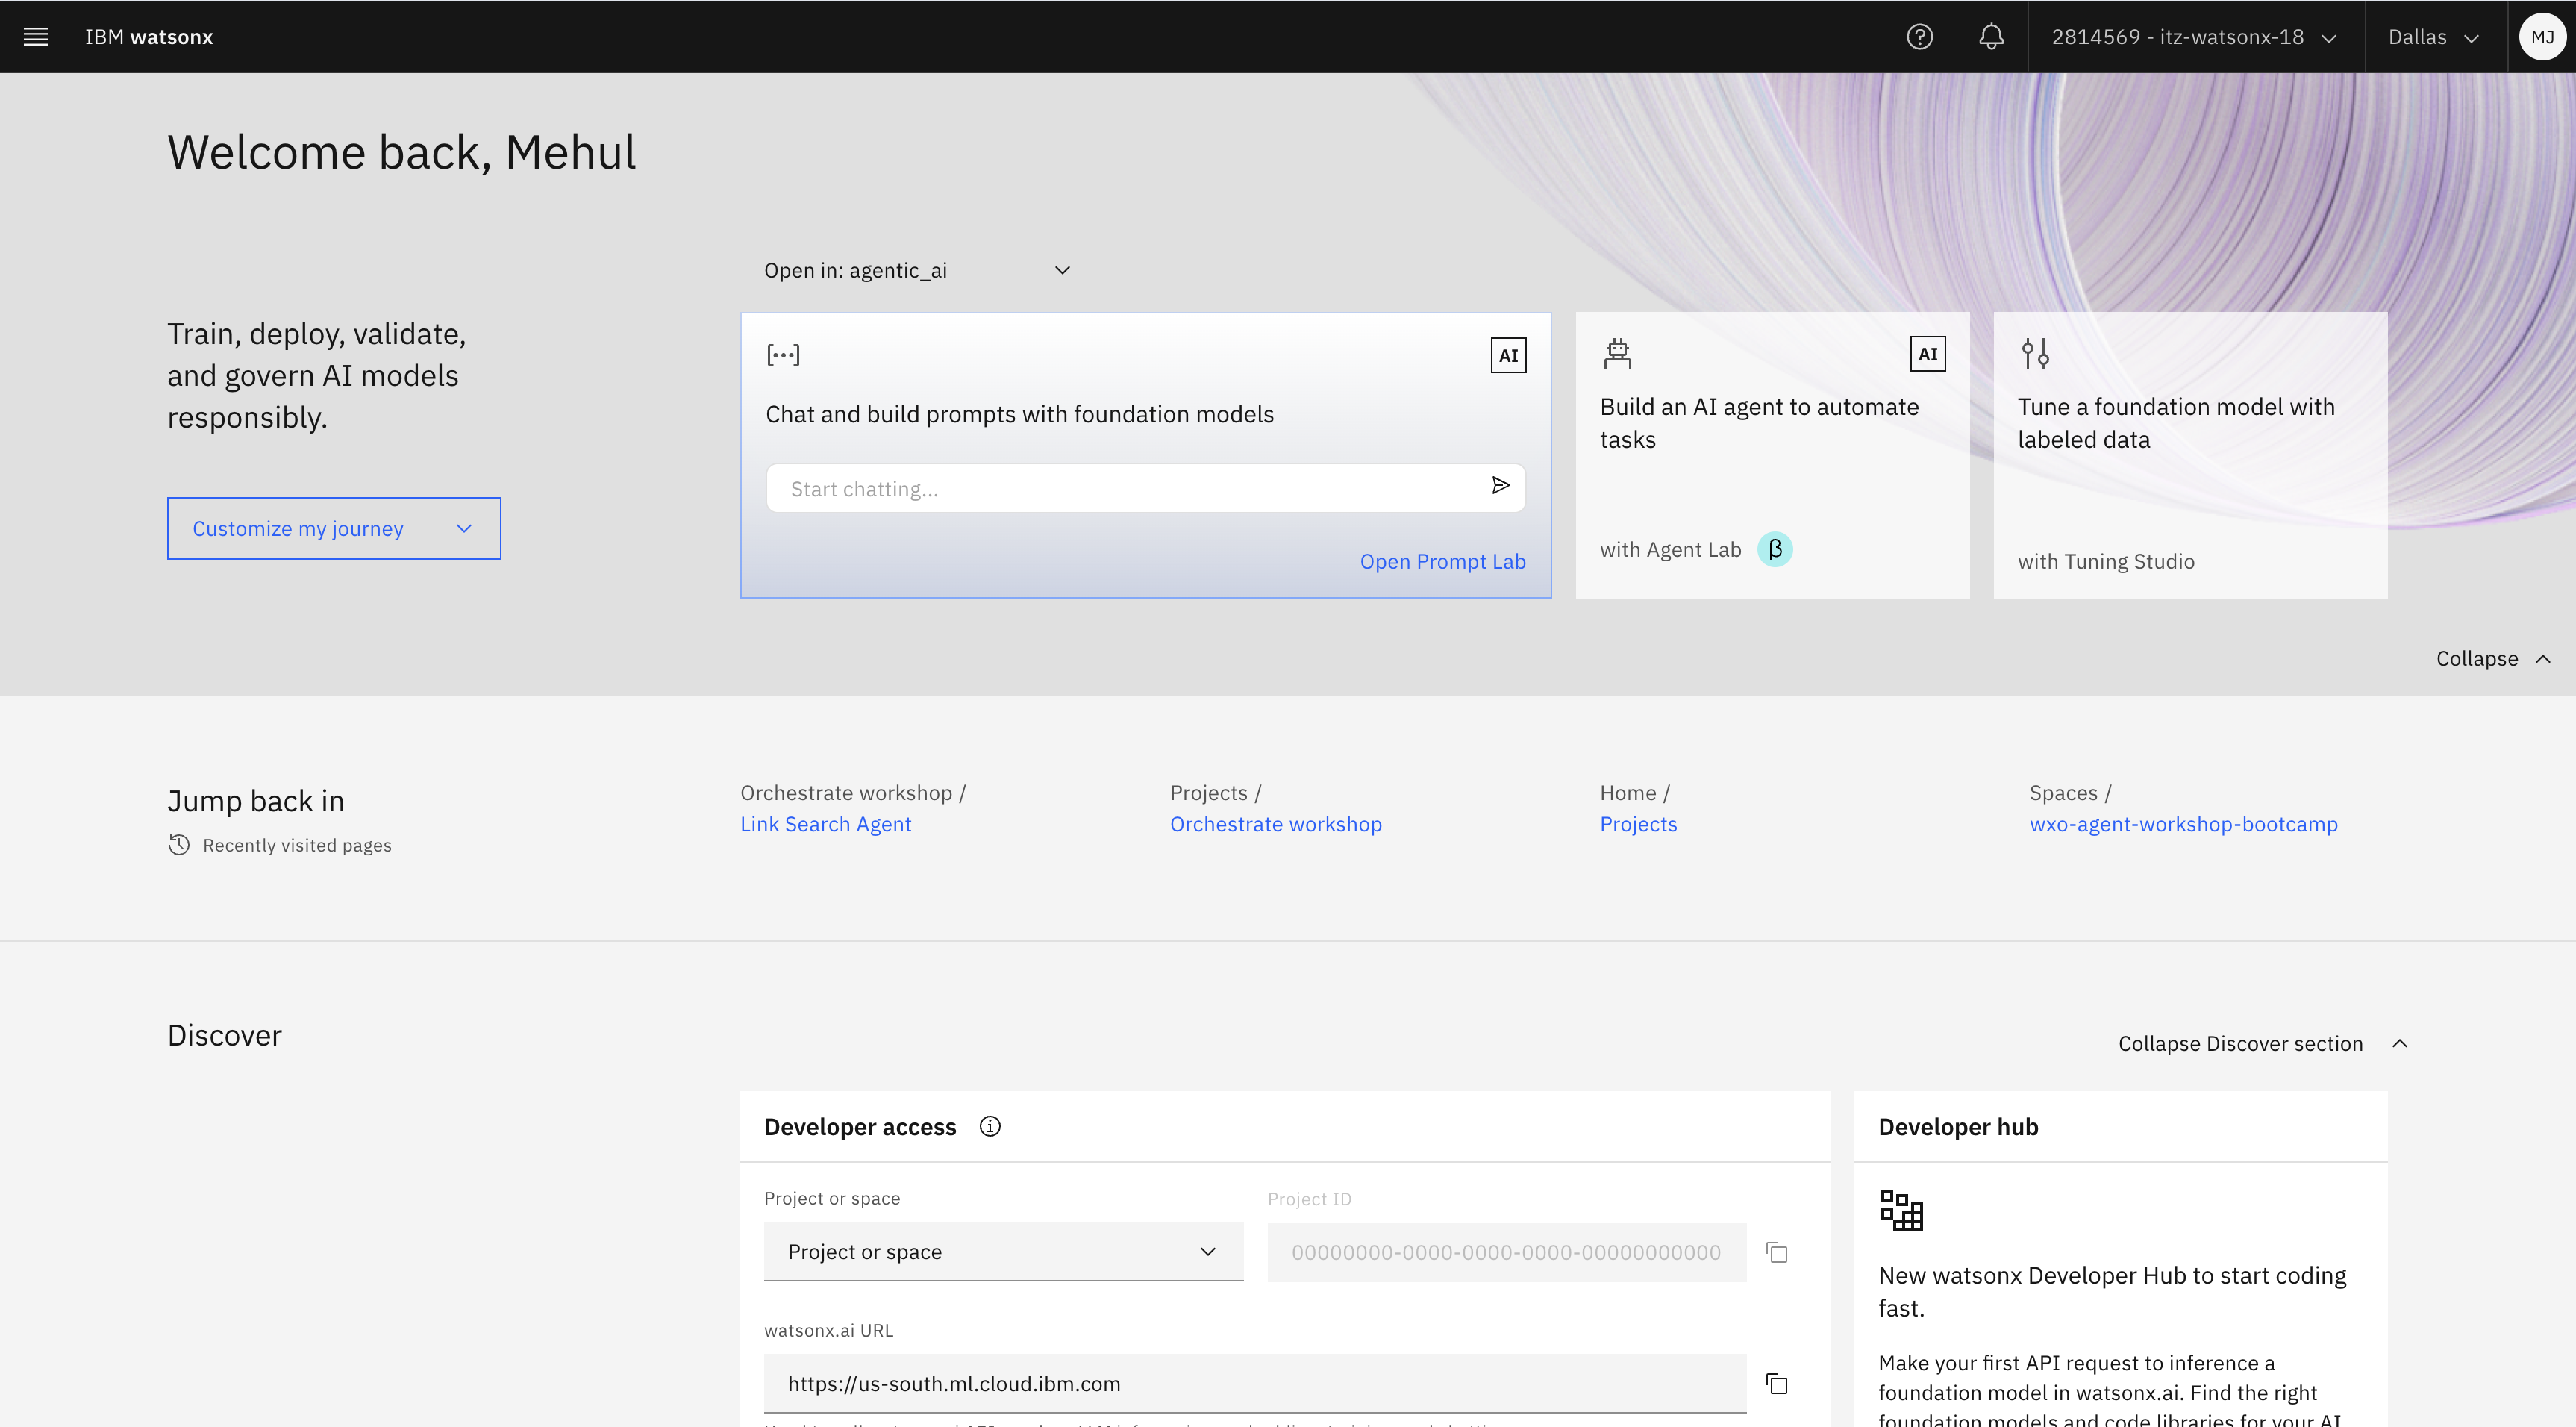 IBM watsonx
2814569 - itz-watsonx-18
Dallas
MJ
Welcome back, Mehul
Open in: agentic_ai
Train, deploy, validate,
and govern AI models
responsibly.
Customize my journey
AI
Chat and build prompts with foundation models
Start chatting...
Open Prompt Lab
AI
Build an AI agent to automate
tasks
with Agent Lab β
Tune a foundation model with
labeled data
with Tuning Studio
Collapse
Jump back in
Recently visited pages
Orchestrate workshop /
Link Search Agent
Projects /
Orchestrate workshop
Home /
Projects
Spaces /
wxo-agent-workshop-bootcamp
Discover
Collapse Discover section
Developer access
Project or space
Project or space
Project ID
00000000-0000-0000-0000-00000000000
watsonx.ai URL
https://us-south.ml.cloud.ibm.com
Developer hub
New watsonx Developer Hub to start coding
fast.
Make your first API request to inference a
foundation model in watsonx.ai. Find the right
foundation models and code libraries for your AI